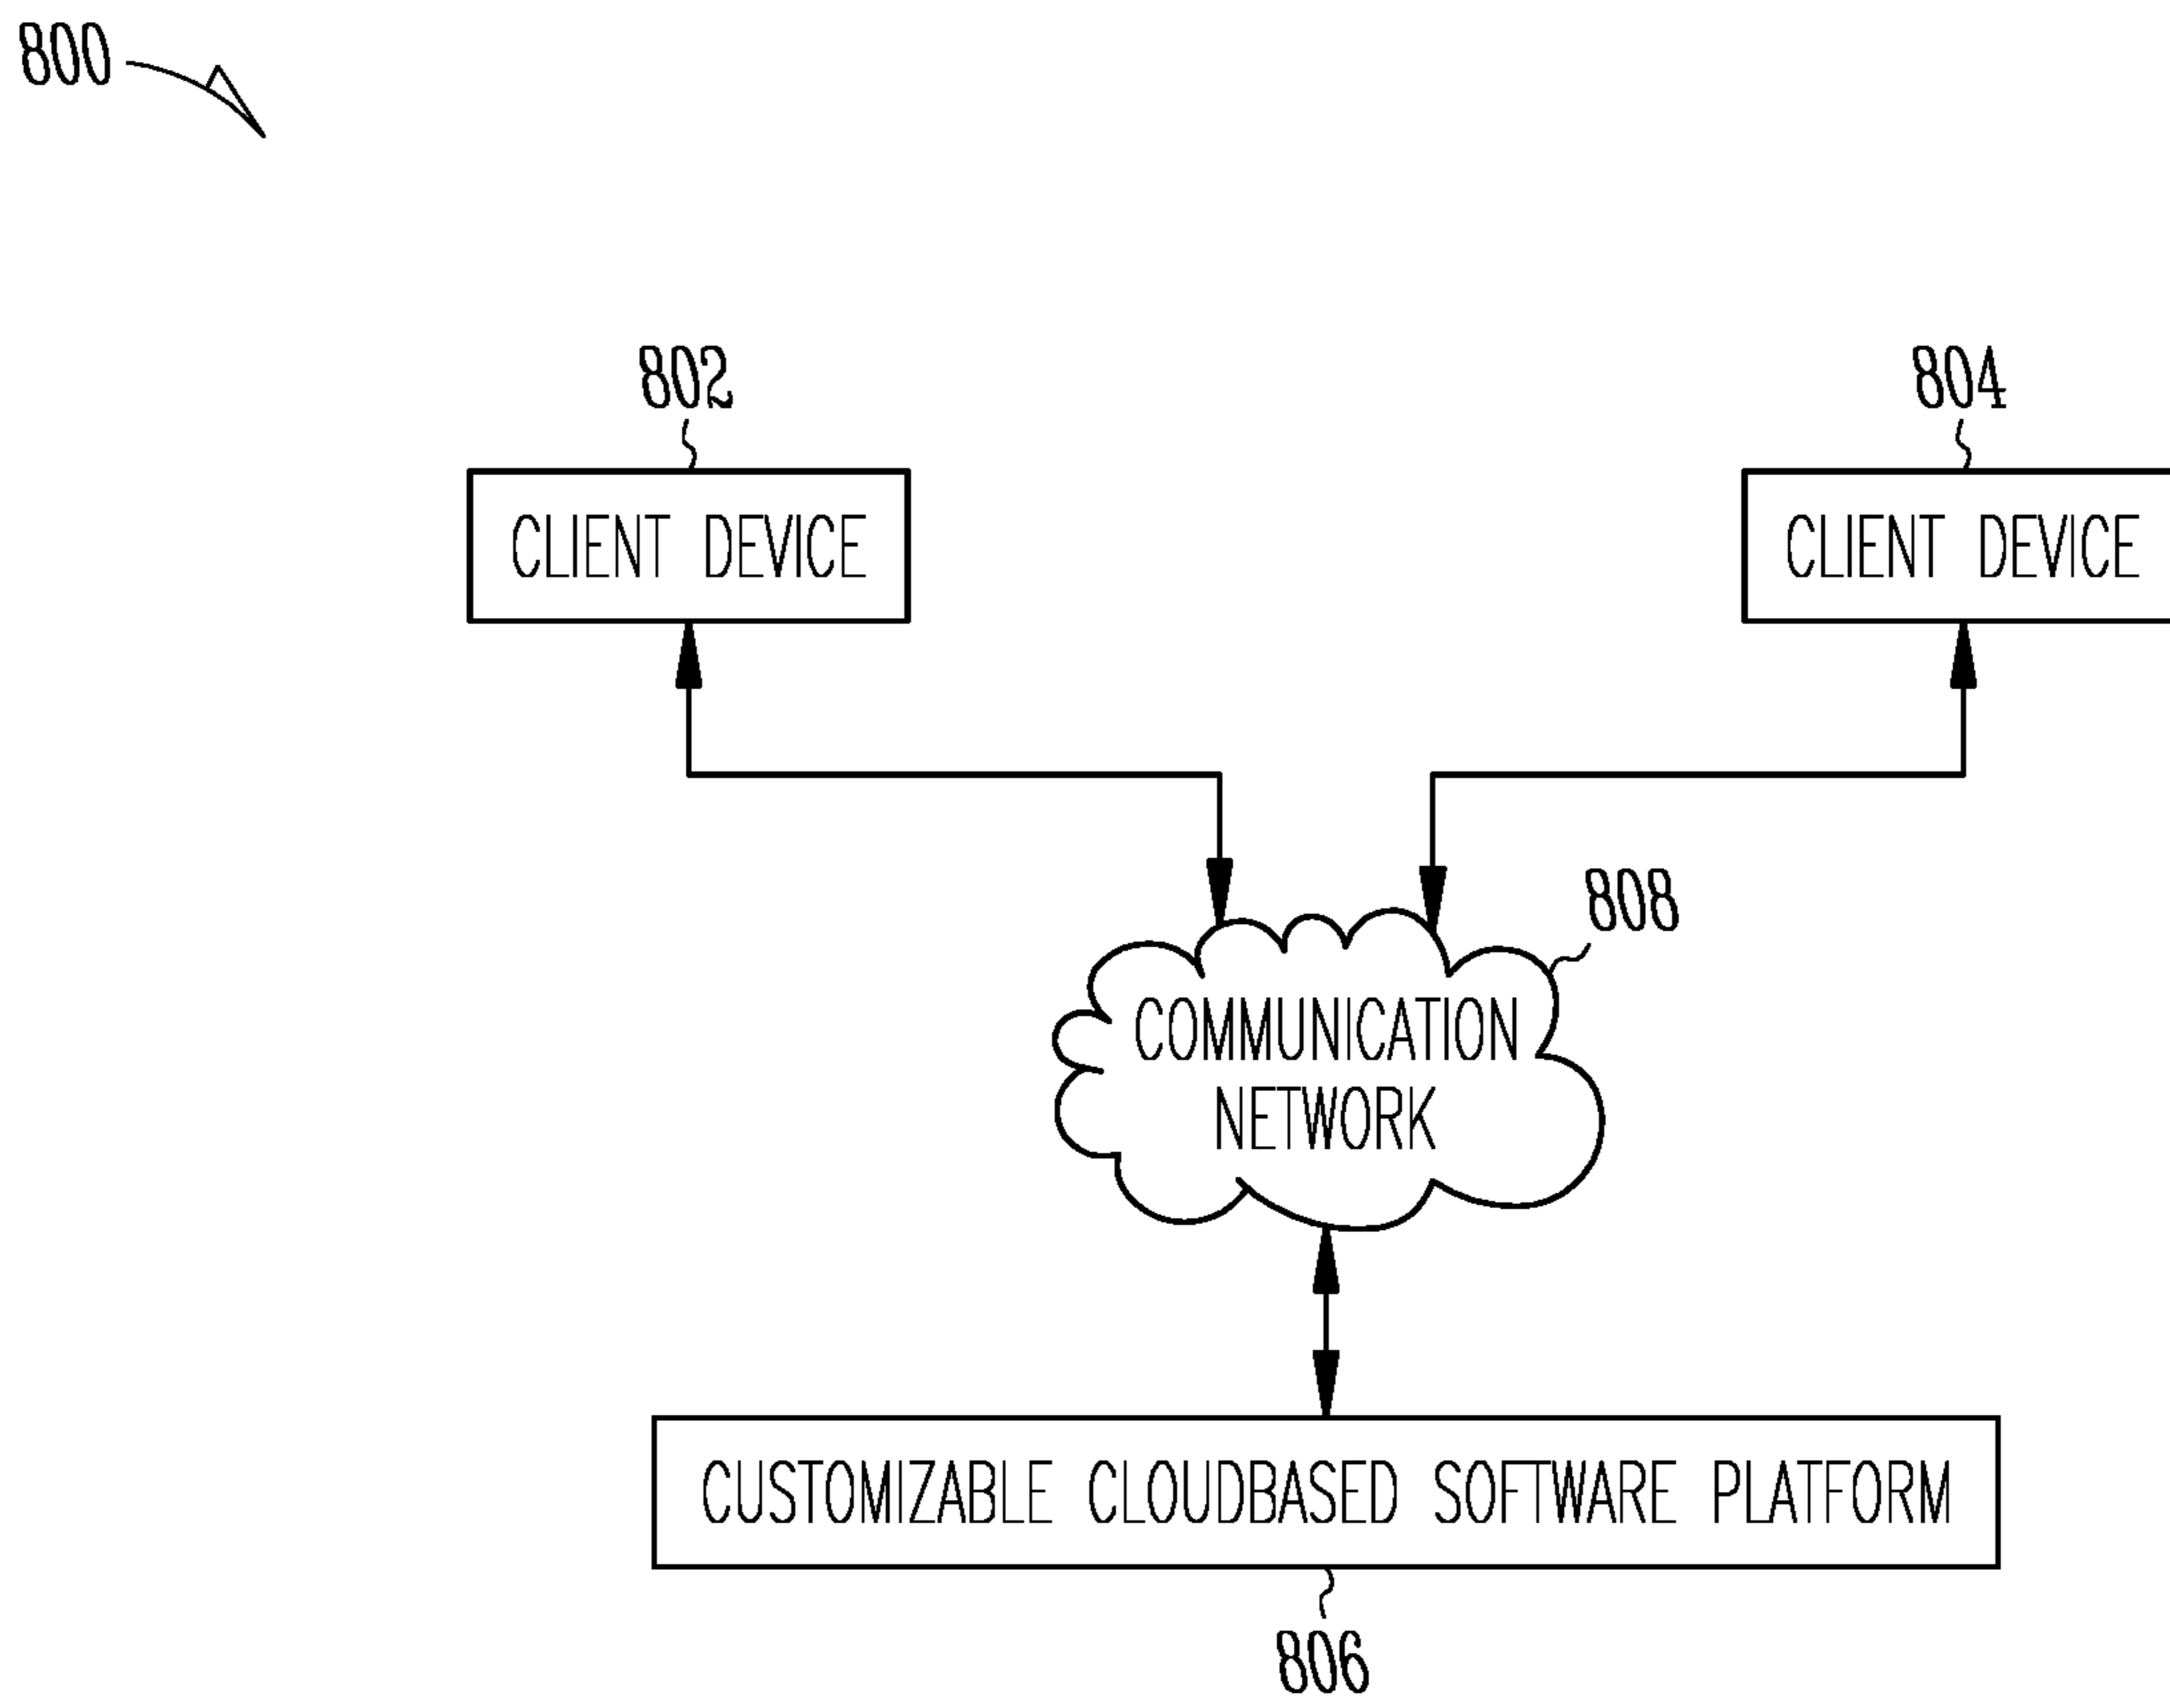 800
802
804
CLIENT DEVICE
CLIENT DEVICE
808
COMMUNICATION
NETWORK
CUSTOMIZABLE CLOUDBASED SOFTWARE PLATFORM
806